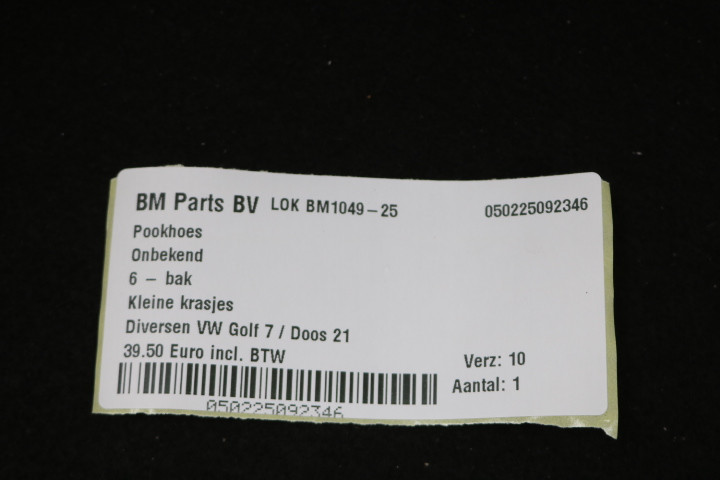 BM Parts BV LOK BM1049-25 050225092346
Pookhoes
Onbekend
6 - bak
Kleine krasjes
Diversen VW Golf 7 / Doos 21
39.50 Euro incl. BTW Verz: 10
Aantal: 1
050225092346